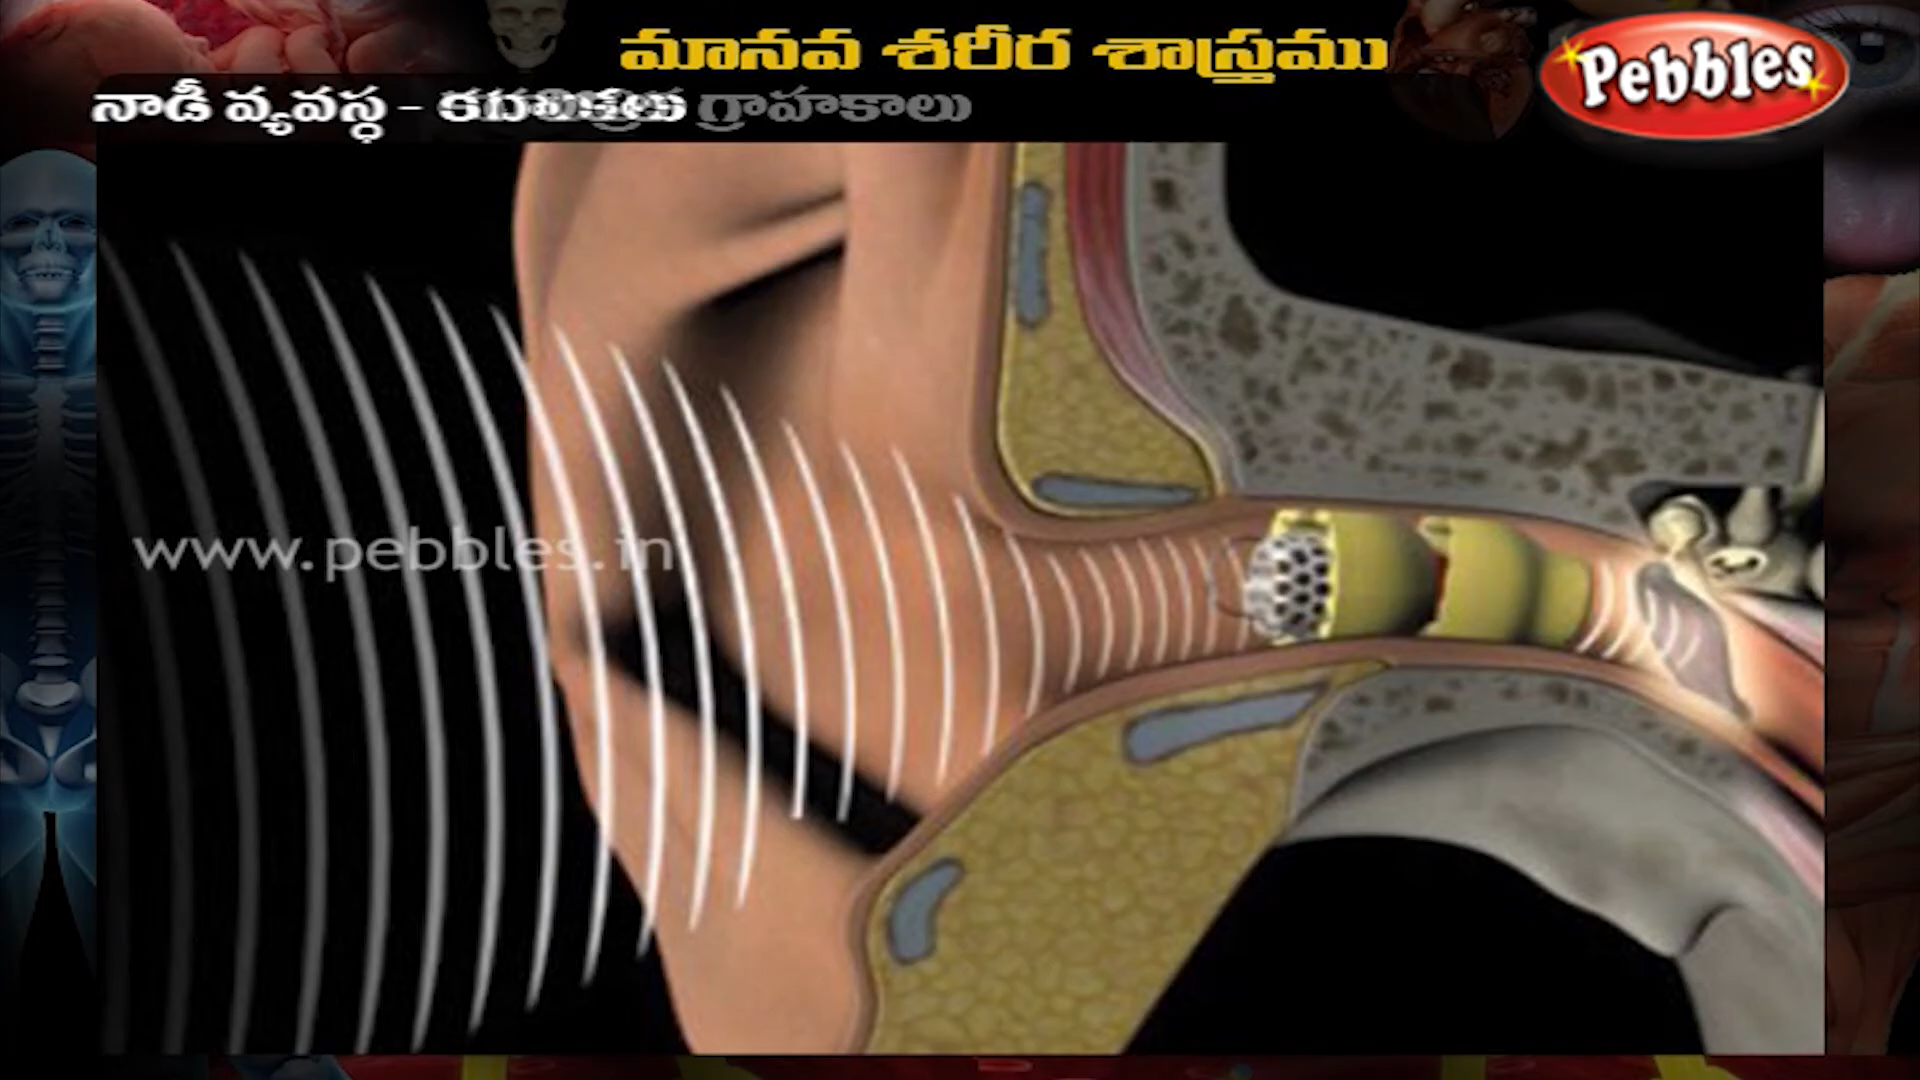 మానవ శరీర శాస్త్రము
Pebbles
నాడీ వ్యవస్థ - గ్రాహకాలు
www.pebbles.in